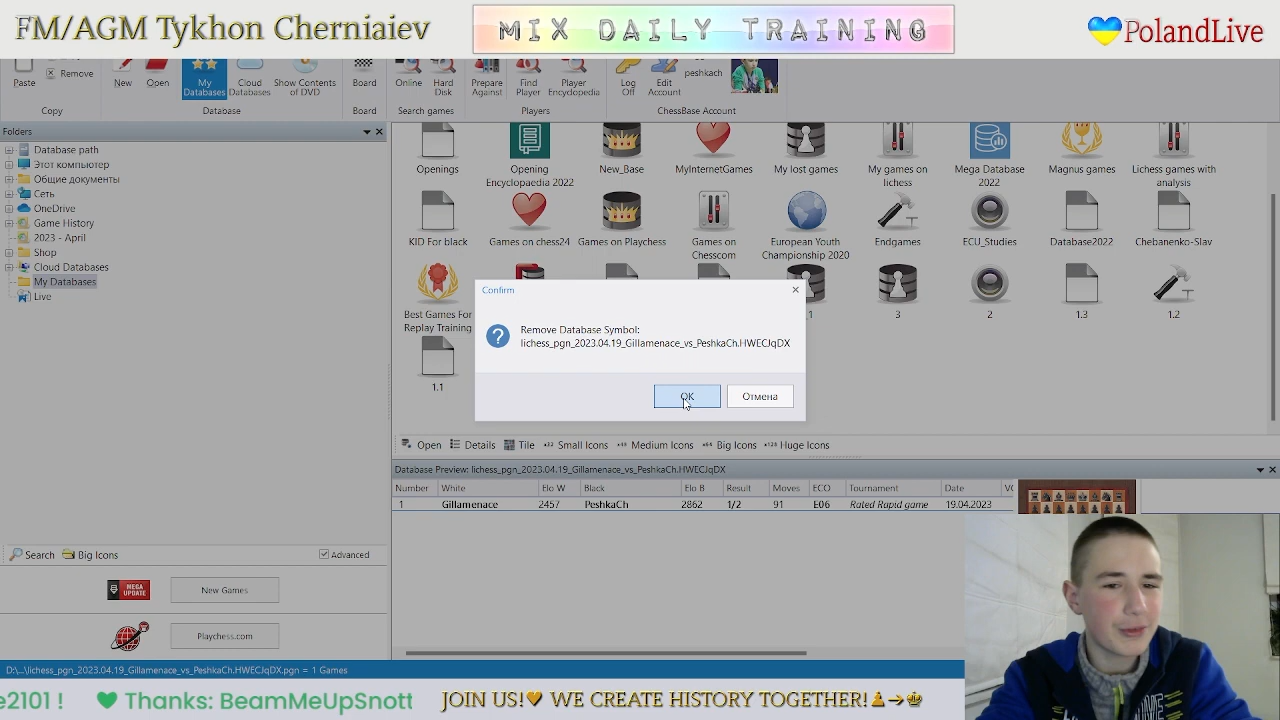 FM/AGM Tykhon Cherniaiev
MIX DAILY TRAINING
PolandLive
Paste
Remove
New
Open
My Databases
Cloud Databases
Show Contents of DVD
Board
Online
Hard Disk
Prepare Against
Find Player
Player Encyclopedia
Log Off
Edit Account
peshkach
Copy
Database
Board
Search games
Players
ChessBase Account
Folders
Database path
Этот компьютер
Общие документы
Сеть
OneDrive
Game History
2023 - April
Shop
Cloud Databases
My Databases
Live
Openings
Opening Encyclopaedia 2022
New_Base
MyInternetGames
My lost games
My games on lichess
Mega Database 2022
Magnus games
Lichess games with analysis
KID For black
Games on chess24
Games on Playchess
Games on Chesscom
European Youth Championship 2020
Endgames
ECU_Studies
Database2022
Chebanenko-Slav
Best Games For Replay Training
1
3
2
1.3
1.2
1.1
Confirm
Remove Database Symbol:
lichess_pgn_2023.04.19_Gillamenace_vs_PeshkaCh.HWECJqDX
OK
Отмена
Open
Details
Tile
Small Icons
Medium Icons
Big Icons
Huge Icons
Database Preview: lichess_pgn_2023.04.19_Gillamenace_vs_PeshkaCh.HWECJqDX
Number White Elo W Black Elo B Result Moves ECO Tournament Date
1 Gillamenace 2457 PeshkaCh 2862 1/2 91 E06 Rated Rapid game 19.04.2023
Search
Big Icons
Advanced
MEGA UPDATE
New Games
Playchess.com
D:\...\lichess_pgn_2023.04.19_Gillamenace_vs_PeshkaCh.HWECJqDX.pgn = 1 Games
e2101 !
Thanks: BeamMeUpSnott
JOIN US! WE CREATE HISTORY TOGETHER!